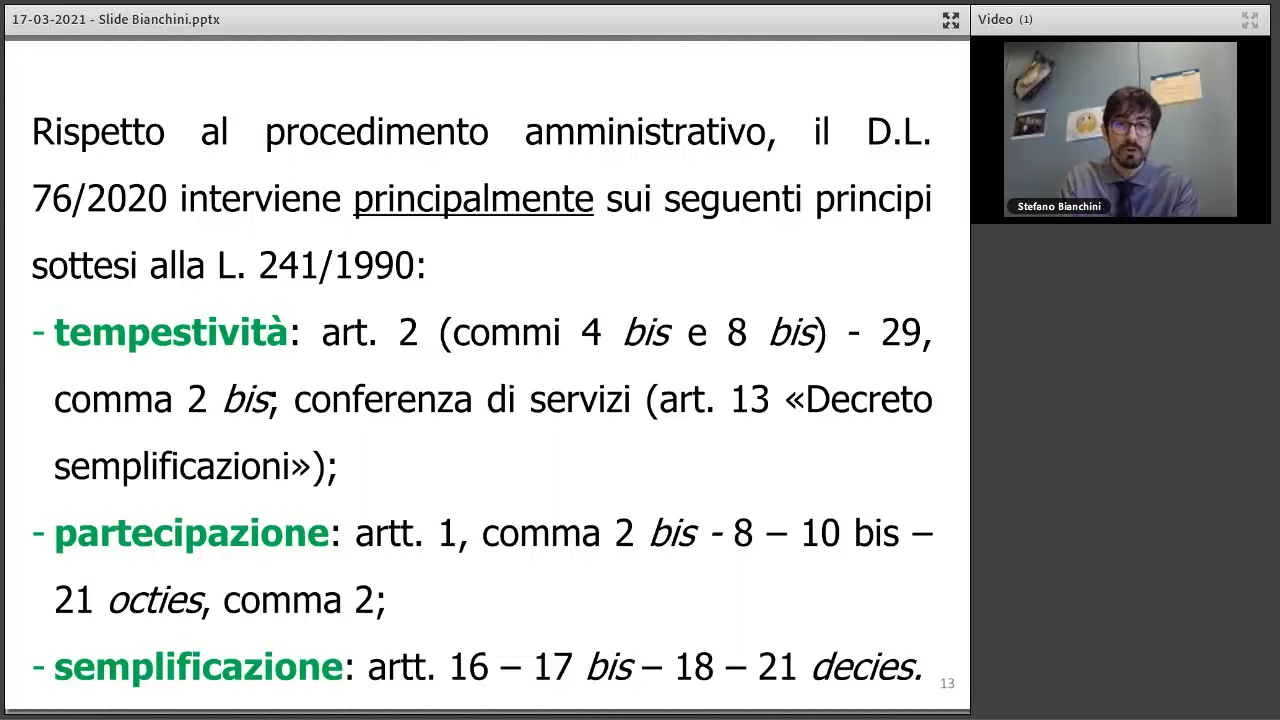 17-03-2021 - Slide Bianchini.pptx
Video (1)
Rispetto al procedimento amministrativo, il D.L.
76/2020 interviene principalmente sui seguenti principi
sottesi alla L. 241/1990:
- tempestività: art. 2 (commi 4 bis e 8 bis) - 29,
comma 2 bis; conferenza di servizi (art. 13 «Decreto
semplificazioni»);
- partecipazione: artt. 1, comma 2 bis - 8 – 10 bis –
21 octies, comma 2;
- semplificazione: artt. 16 – 17 bis – 18 – 21 decies.
13
Stefano Bianchini